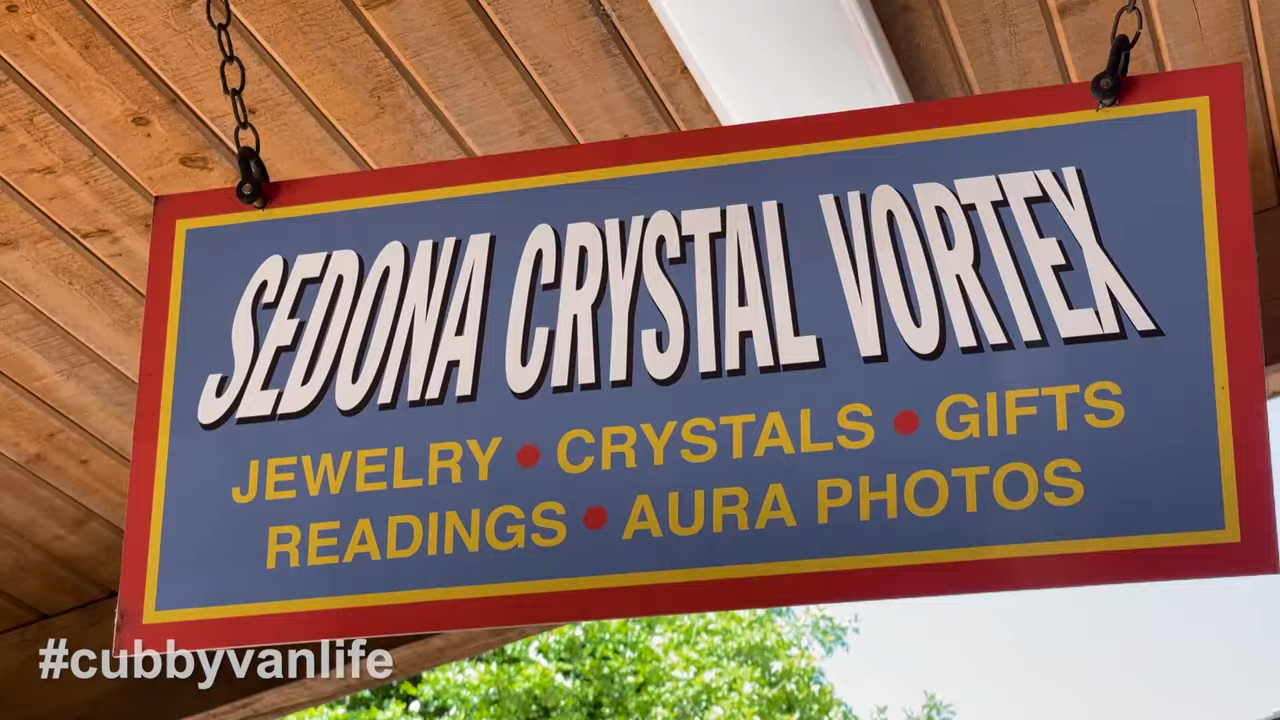 SEDONA CRYSTAL VORTEX
JEWELRY • CRYSTALS • GIFTS
READINGS • AURA PHOTOS
#cubbyvanlife